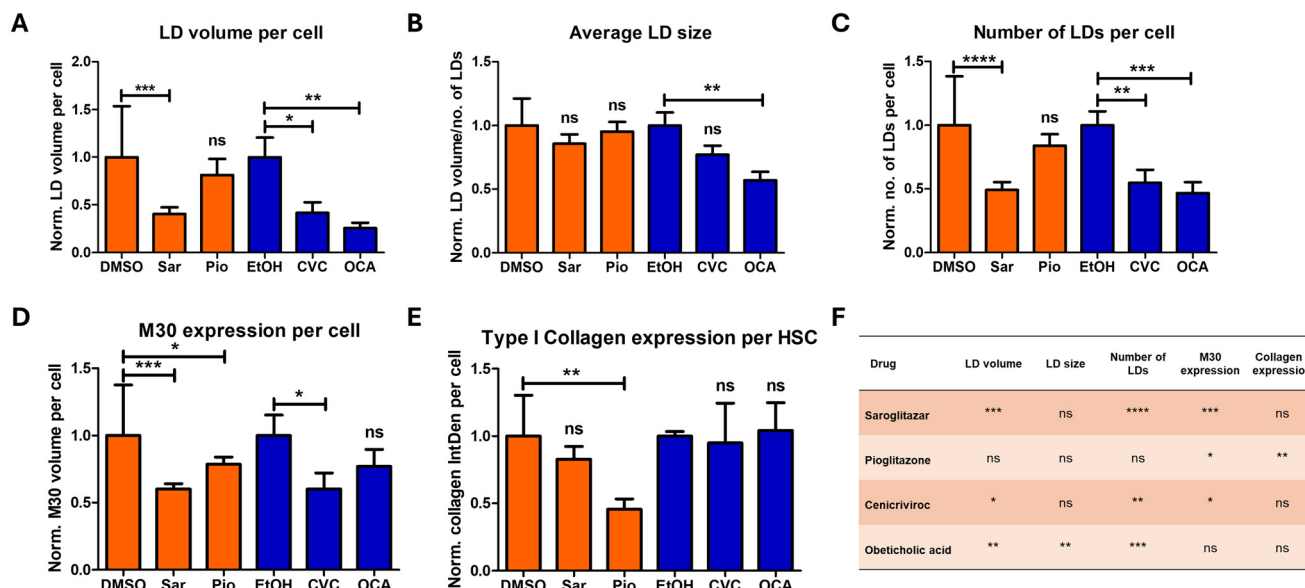 A
LD volume per cell
Norm. LD volume per cell
2.0
1.5
1.0
0.5
0.0
***
ns
**
*
DMSO Sar Pio EtOH CVC OCA
B
Average LD size
Norm. LD volume/no. of LDs
1.5
1.0
0.5
0.0
ns
ns
**
ns
DMSO Sar Pio EtOH CVC OCA
C
Number of LDs per cell
Norm. no. of LDs per cell
1.5
1.0
0.5
0.0
****
ns
***
**
DMSO Sar Pio EtOH CVC OCA
D
M30 expression per cell
Norm. M30 volume per cell
1.5
1.0
0.5
0.0
*
***
*
ns
DMSO Sar Pio EtOH CVC OCA
E
Type I Collagen expression per HSC
Norm. collagen IntDen per cell
1.5
1.0
0.5
0.0
**
ns
ns
ns
DMSO Sar Pio EtOH CVC OCA
F
Drug LD volume LD size Number of LDs M30 expression Collagen expression
Saroglitazar *** ns **** *** ns
Pioglitazone ns ns ns * **
Cenicriviroc * ns ** * ns
Obeticholic acid ** ** *** ns ns